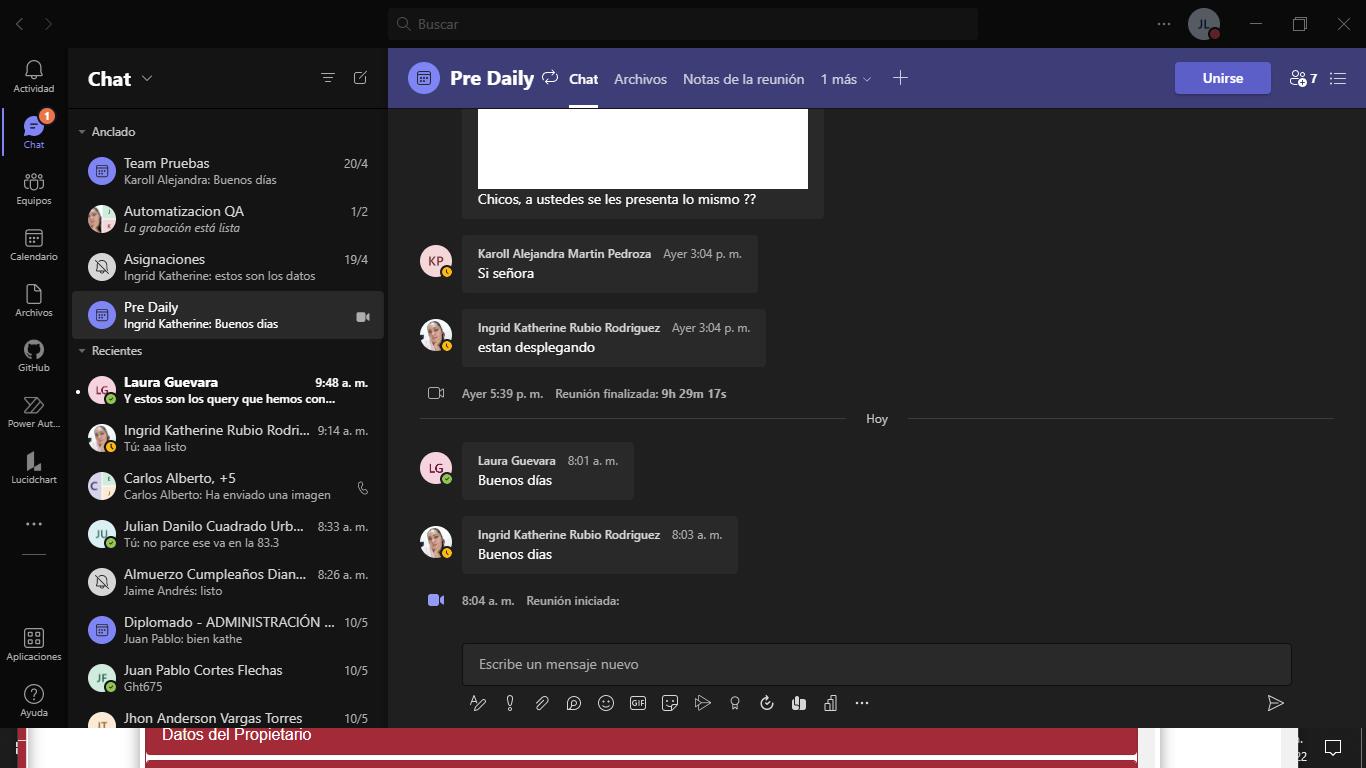 Buscar
JL
Actividad
1
Chat
Equipos
Calendario
Archivos
GitHub
Power Aut...
Lucidchart
Aplicaciones
Ayuda
Chat
Anclado
Team Pruebas 20/4
Karoll Alejandra: Buenos días
Automatizacion QA 1/2
La grabación está lista
Asignaciones 19/4
Ingrid Katherine: estos son los datos
Pre Daily
Ingrid Katherine: Buenos dias
Recientes
LG
Laura Guevara 9:48 a. m.
Y estos son los query que hemos con...
Ingrid Katherine Rubio Rodri... 9:14 a. m.
Tú: aaa listo
C
Carlos Alberto, +5
Carlos Alberto: Ha enviado una imagen
JU
Julian Danilo Cuadrado Urb... 8:33 a. m.
Tú: no parce ese va en la 83.3
Almuerzo Cumpleaños Dian... 8:26 a. m.
Jaime Andrés: listo
Diplomado - ADMINISTRACIÓN ... 10/5
Juan Pablo: bien kathe
JF
Juan Pablo Cortes Flechas 10/5
Ght675
JT
Jhon Anderson Vargas Torres 10/5
Pre Daily Chat Archivos Notas de la reunión 1 más Unirse 7
Chicos, a ustedes se les presenta lo mismo ??
KP
Karoll Alejandra Martin Pedroza Ayer 3:04 p. m.
Si señora
Ingrid Katherine Rubio Rodriguez Ayer 3:04 p. m.
estan desplegando
Ayer 5:39 p. m. Reunión finalizada: 9h 29m 17s
Hoy
LG
Laura Guevara 8:01 a. m.
Buenos días
Ingrid Katherine Rubio Rodriguez 8:03 a. m.
Buenos dias
8:04 a. m. Reunión iniciada:
Escribe un mensaje nuevo
GIF
Datos del Propietario
22